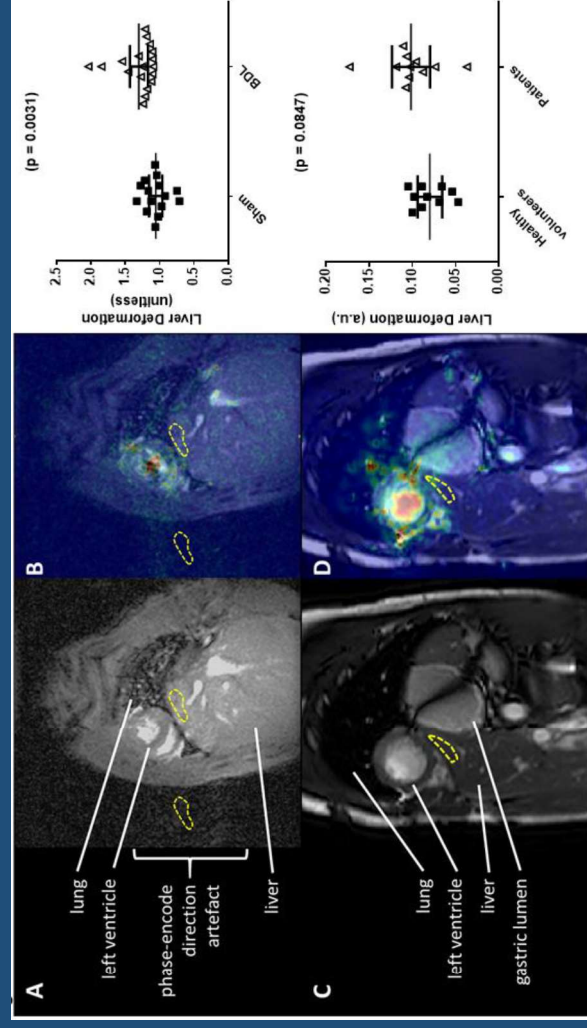 A
lung
left ventricle
phase-encode
direction
artefact
liver
B
Liver Deformation
(unitless)
2.5
2.0
1.5
1.0
0.5
0.0
(p = 0.0031)
Sham
BDL
C
lung
left ventricle
liver
gastric lumen
D
Liver Deformation (a.u.)
0.20
0.15
0.10
0.05
0.00
(p = 0.0847)
Healthy
volunteers
Patients